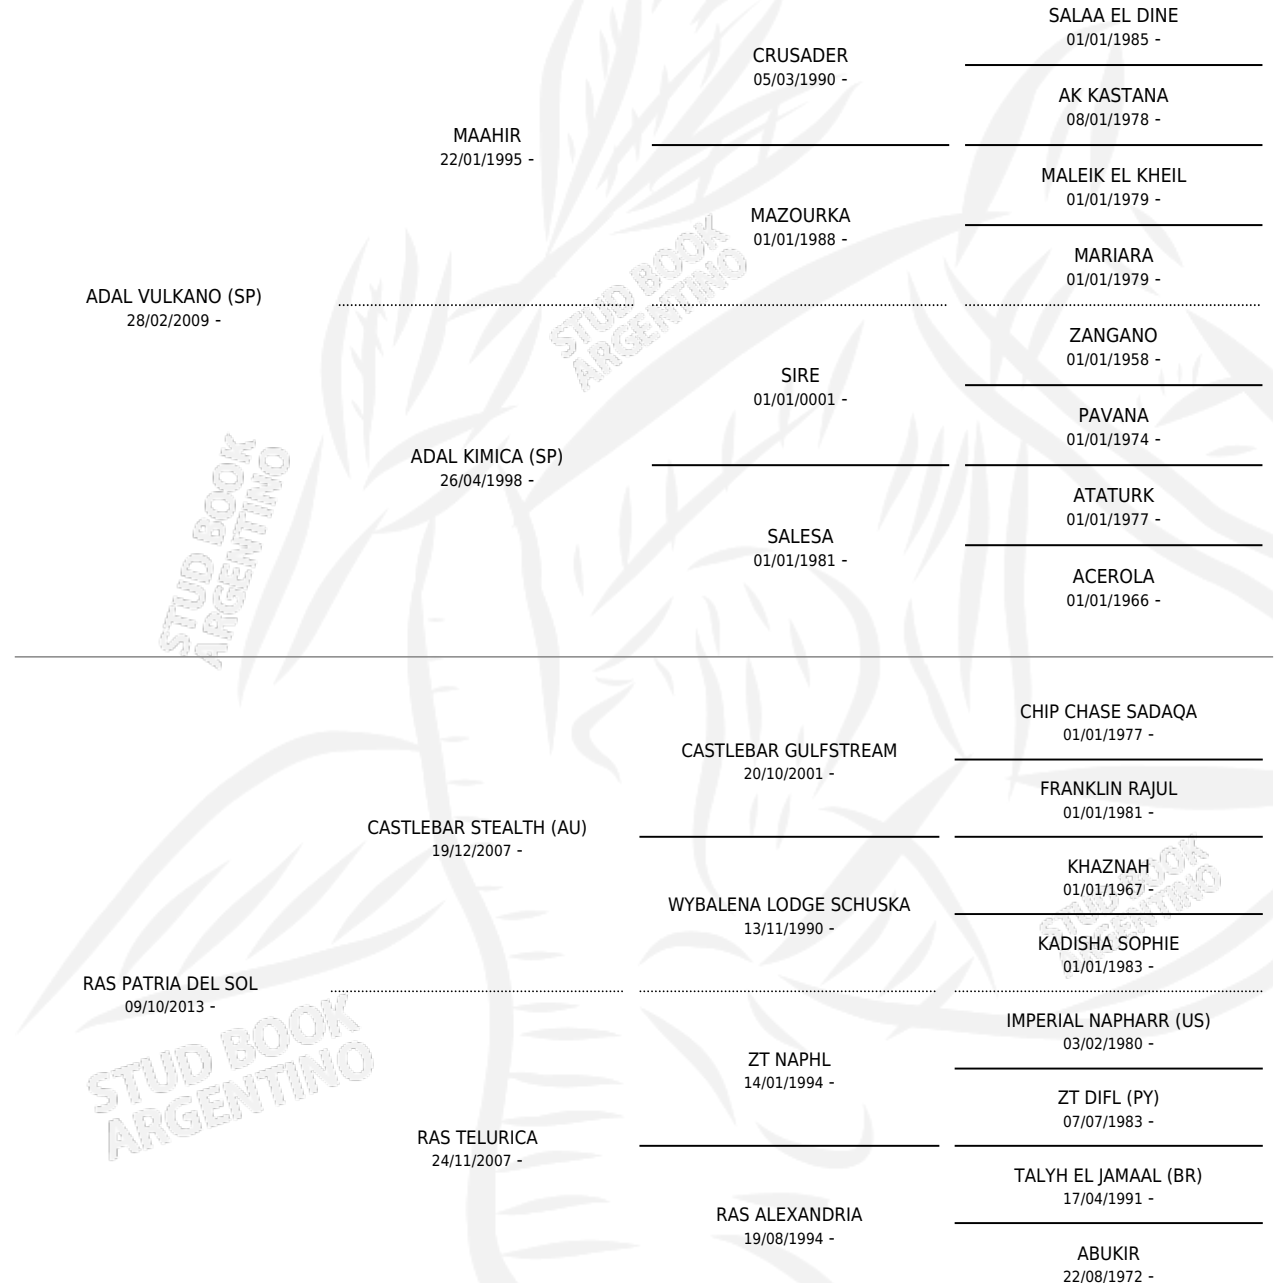 SALAA EL DINE
01/01/1985 -
CRUSADER
05/03/1990 -
AK KASTANA
08/01/1978 -
MAAHIR
22/01/1995 -
MALEIK EL KHEIL
01/01/1979 -
MAZOURKA
01/01/1988 -
MARIARA
01/01/1979 -
ADAL VULKANO (SP)
28/02/2009 -
ZANGANO
01/01/1958 -
SIRE
01/01/0001 -
PAVANA
01/01/1974 -
ADAL KIMICA (SP)
26/04/1998 -
ATATURK
01/01/1977 -
SALESA
01/01/1981 -
ACEROLA
01/01/1966 -
STUD BOOK
ARGENTINO
STUD BOOK
ARGENTINO
CHIP CHASE SADAQA
01/01/1977 -
CASTLEBAR GULFSTREAM
20/10/2001 -
FRANKLIN RAJUL
01/01/1981 -
CASTLEBAR STEALTH (AU)
19/12/2007 -
KHAZNAH
01/01/1967 -
WYBALENA LODGE SCHUSKA
13/11/1990 -
KADISHA SOPHIE
01/01/1983 -
STUD BOOK
ARGENTINO
RAS PATRIA DEL SOL
09/10/2013 -
IMPERIAL NAPHARR (US)
03/02/1980 -
ZT NAPHL
14/01/1994 -
ZT DIFL (PY)
07/07/1983 -
RAS TELURICA
24/11/2007 -
TALYH EL JAMAAL (BR)
17/04/1991 -
RAS ALEXANDRIA
19/08/1994 -
ABUKIR
22/08/1972 -
STUD BOOK
ARGENTINO